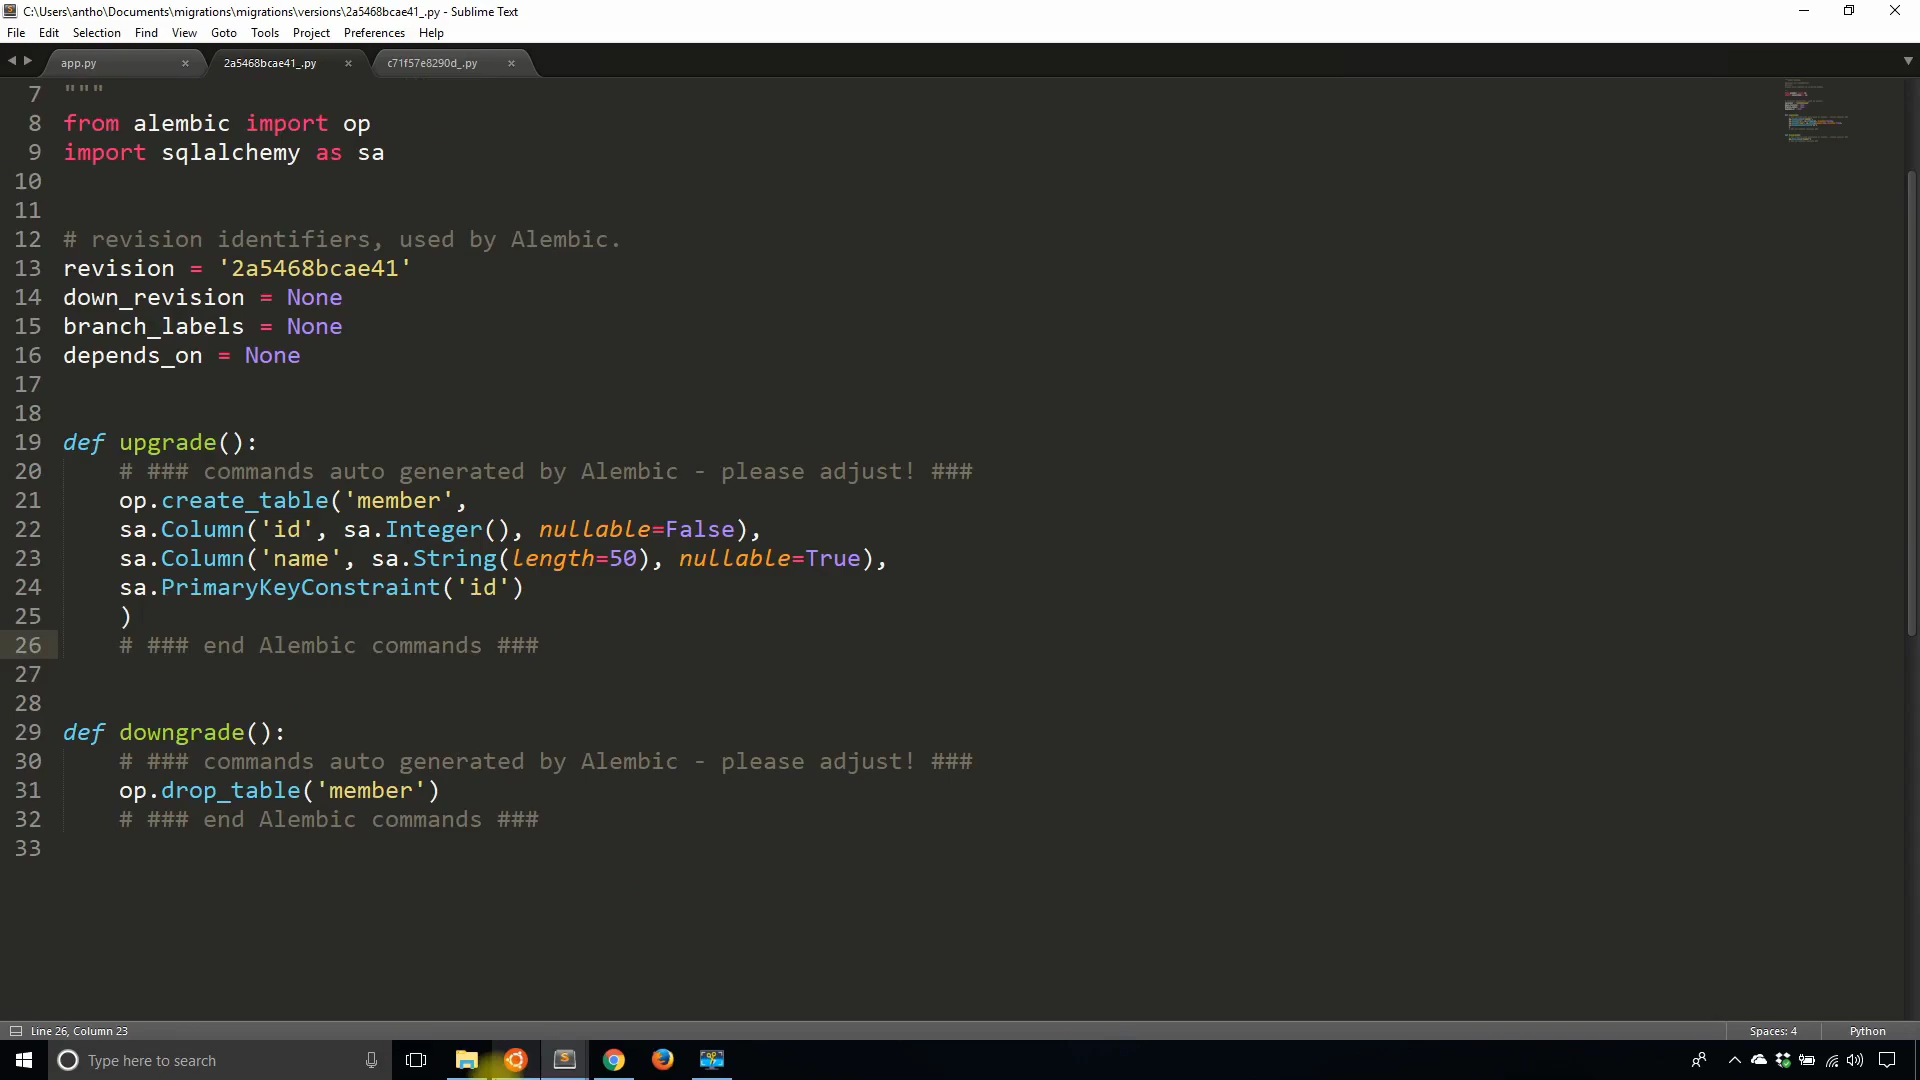 C:\Users\antho\Documents\migrations\migrations\versions\2a5468bcae41_.py - Sublime Text
File Edit Selection Find View Goto Tools Project Preferences Help
app.py 2a5468bcae41_.py c71f57e8290d_.py
7 """
8 from alembic import op
9 import sqlalchemy as sa
10
11
12 # revision identifiers, used by Alembic.
13 revision = '2a5468bcae41'
14 down_revision = None
15 branch_labels = None
16 depends_on = None
17
18
19 def upgrade():
20 # ### commands auto generated by Alembic - please adjust! ###
21 op.create_table('member',
22 sa.Column('id', sa.Integer(), nullable=False),
23 sa.Column('name', sa.String(length=50), nullable=True),
24 sa.PrimaryKeyConstraint('id')
25 )
26 # ### end Alembic commands ###
27
28
29 def downgrade():
30 # ### commands auto generated by Alembic - please adjust! ###
31 op.drop_table('member')
32 # ### end Alembic commands ###
33
Line 26, Column 23 Spaces: 4 Python
Type here to search